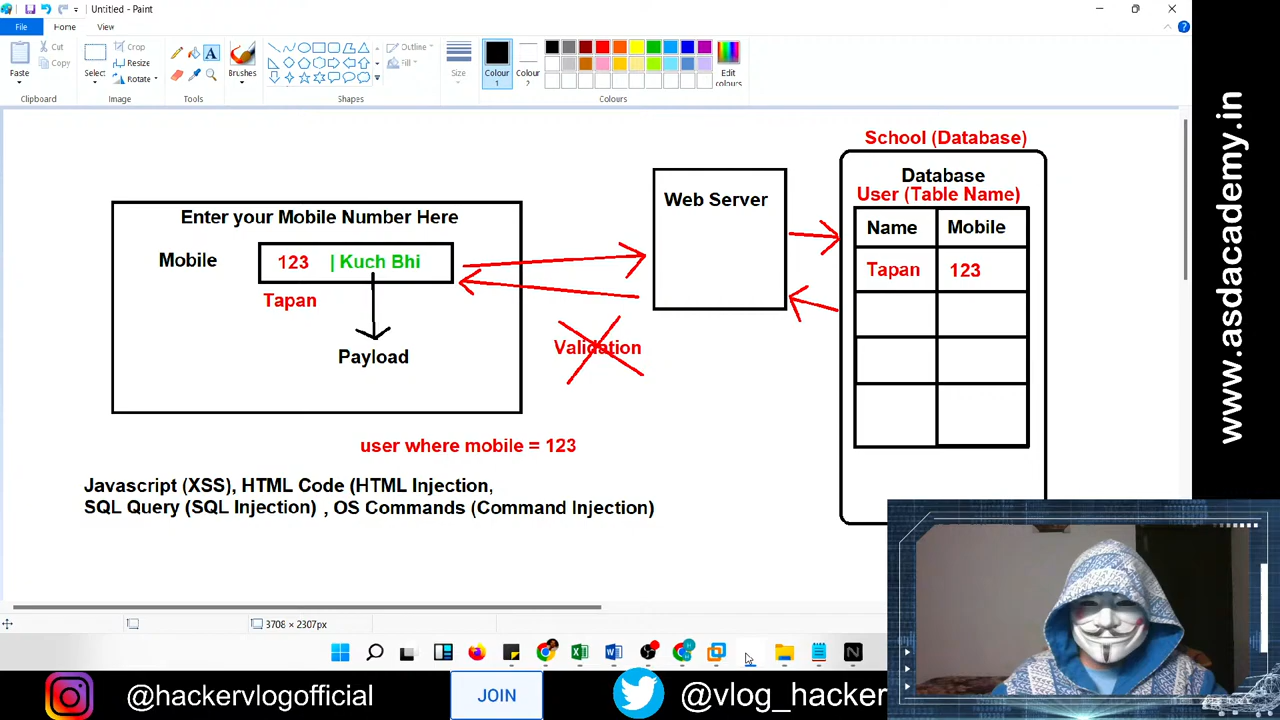 Untitled - Paint
File
Home
View
Paste
Cut
Copy
Clipboard
Select
Crop
Resize
Rotate
Image
A
Tools
Brushes
Outline
Fill
Shapes
Size
Colour 1
Colour 2
Edit colours
Colours
School (Database)
Database
User (Table Name)
Name Mobile
Tapan 123
Web Server
Enter your Mobile Number Here
Mobile 123 | Kuch Bhi
Tapan
Payload
Validation
user where mobile = 123
Javascript (XSS), HTML Code (HTML Injection,
SQL Query (SQL Injection) , OS Commands (Command Injection)
3708 × 2307px
www.asdacademy.in
@hackervlogofficial
JOIN
@vlog_hacker